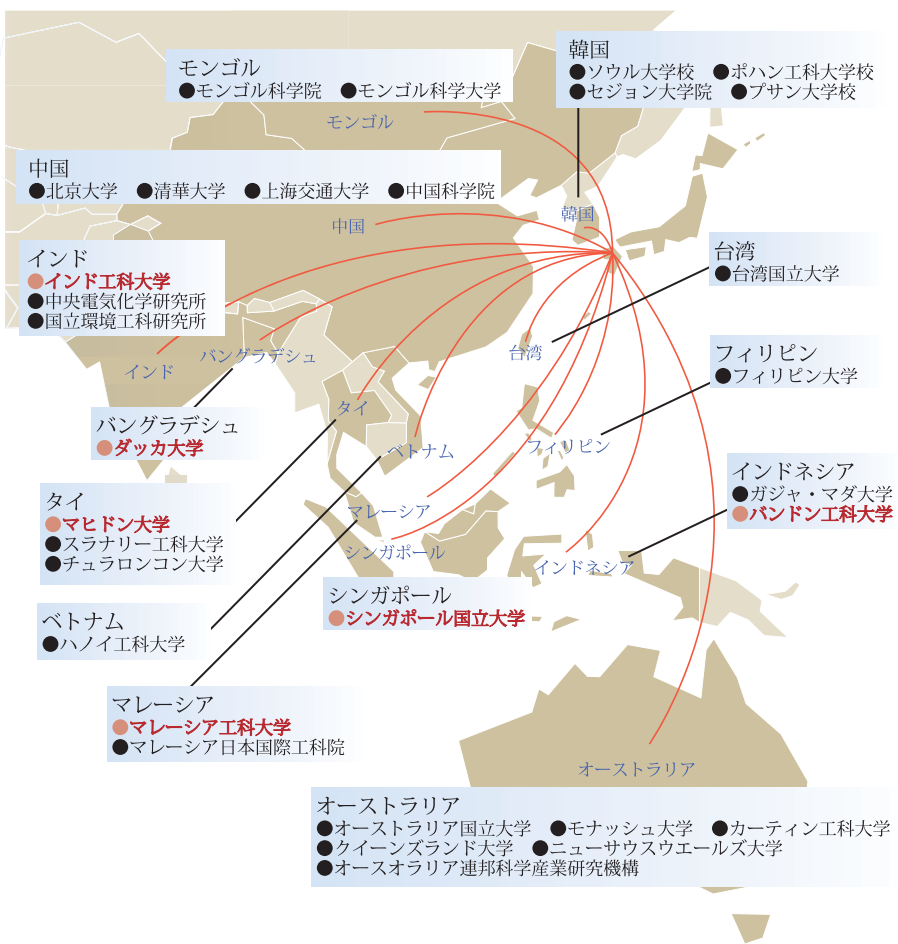 モンゴル
●モンゴル科学院 ●モンゴル科学大学
韓国
●ソウル大学校 ●ポハン工科大学校
●セジョン大学院 ●プサン大学校
モンゴル
中国
●北京大学 ●清華大学 ●上海交通大学 ●中国科学院
中国
韓国
インド
●インド工科大学
●中央電気化学研究所
●国立環境工科研究所
台湾
●台湾国立大学
インド
バングラデシュ
台湾
フィリピン
●フィリピン大学
バングラデシュ
●ダッカ大学
タイ
ベトナム
フィリピン
タイ
●マヒドン大学
●スラナリー工科大学
●チュラロンコン大学
マレーシア
シンガポール
インドネシア
インドネシア
●ガジャ・マダ大学
●バンドン工科大学
シンガポール
●シンガポール国立大学
ベトナム
●ハノイ工科大学
マレーシア
●マレーシア工科大学
●マレーシア日本国際工科院
オーストラリア
オーストラリア
●オーストラリア国立大学 ●モナッシュ大学 ●カーティン工科大学
●クイーンズランド大学 ●ニューサウスウエールズ大学
●オースオラリア連邦科学産業研究機構